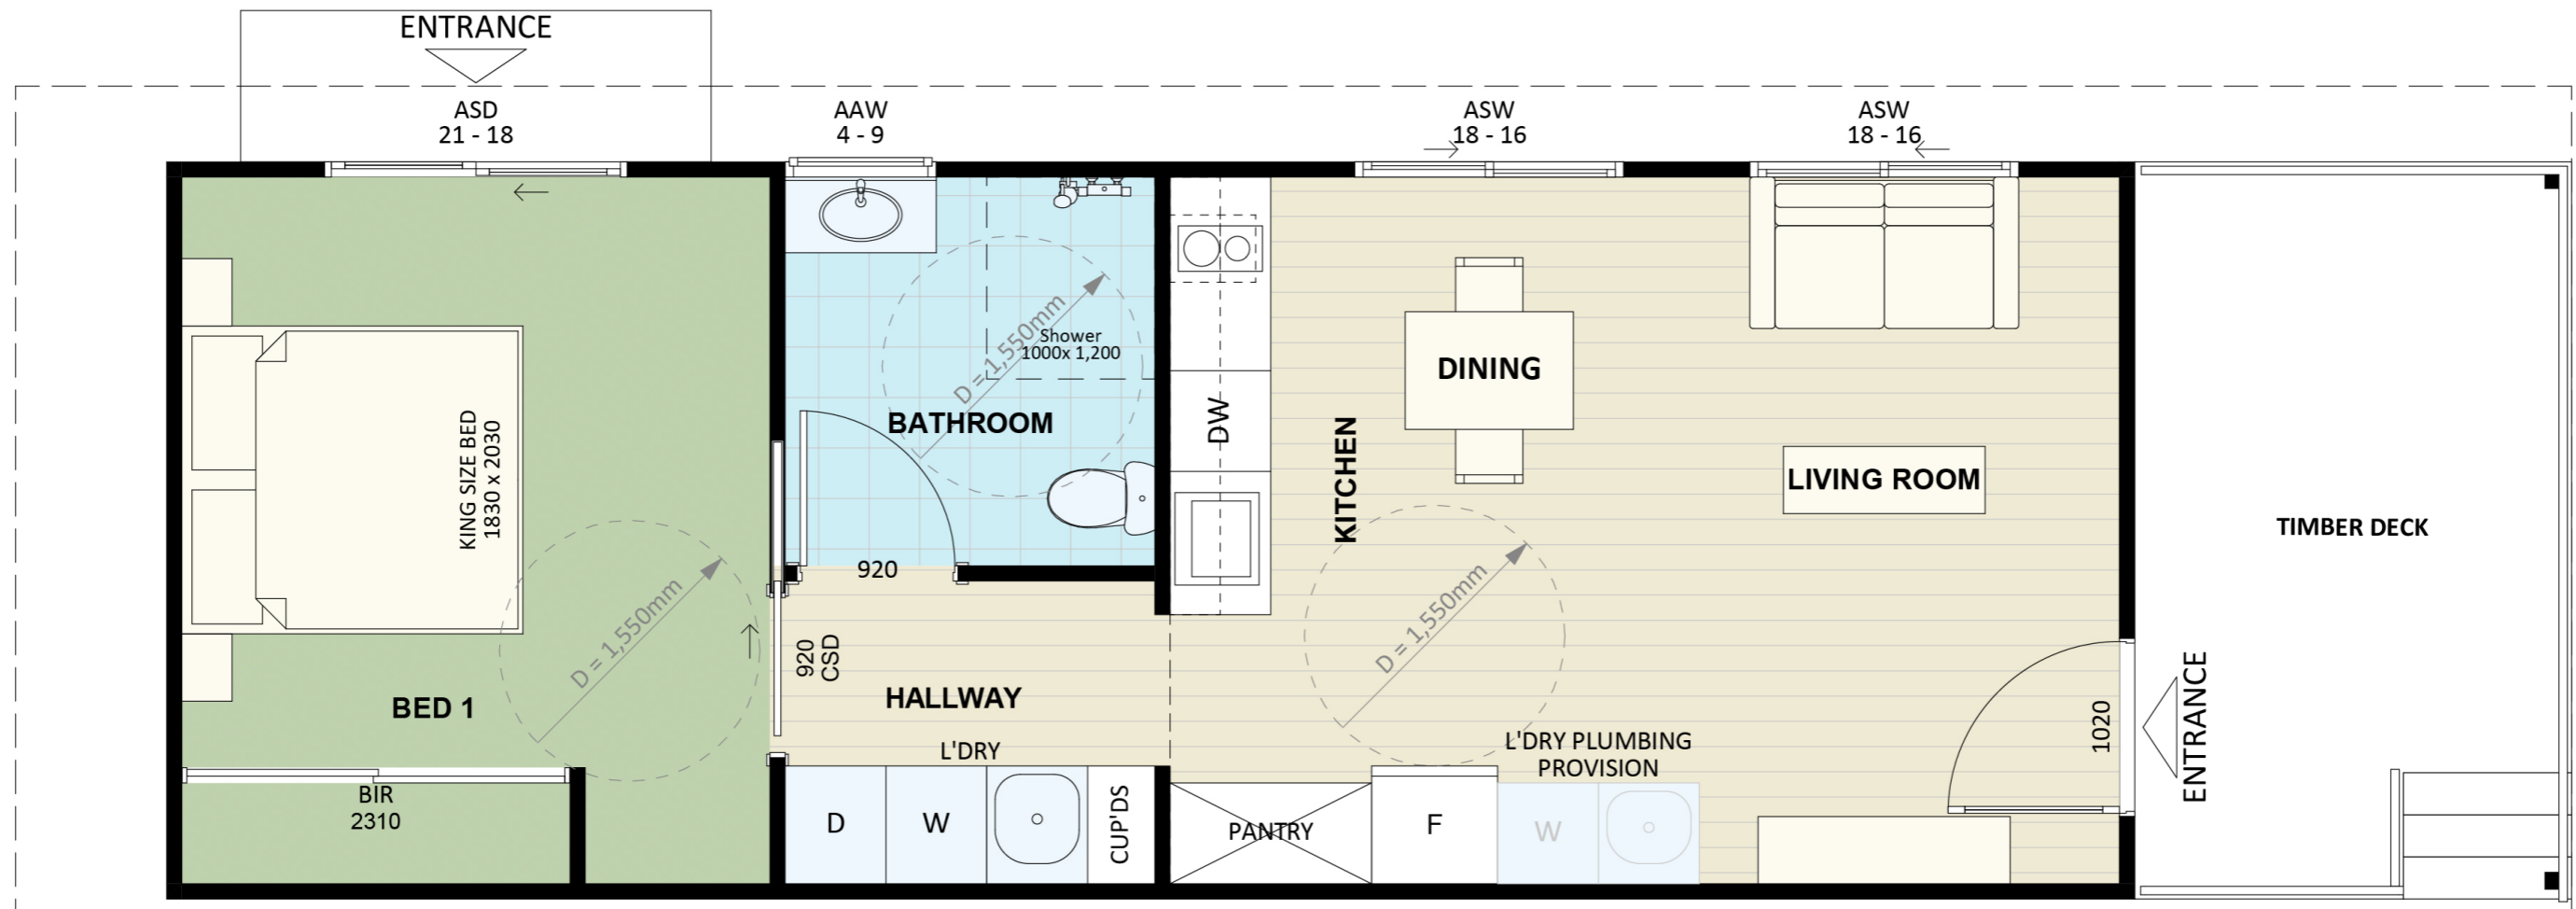 ENTRANCE
ASD
21 - 18
AAW
4 - 9
ASW
18 - 16
ASW
18 - 16
Shower
1000x 1,200
D = 1,550mm
BATHROOM
KING SIZE BED
1830 x 2030
DW
KITCHEN
DINING
LIVING ROOM
TIMBER DECK
920
D = 1,550mm
BED 1
920
CSD
HALLWAY
L'DRY
D = 1,550mm
L'DRY PLUMBING
PROVISION
1020
ENTRANCE
BIR
2310
D
W
CUP'DS
PANTRY
F
W